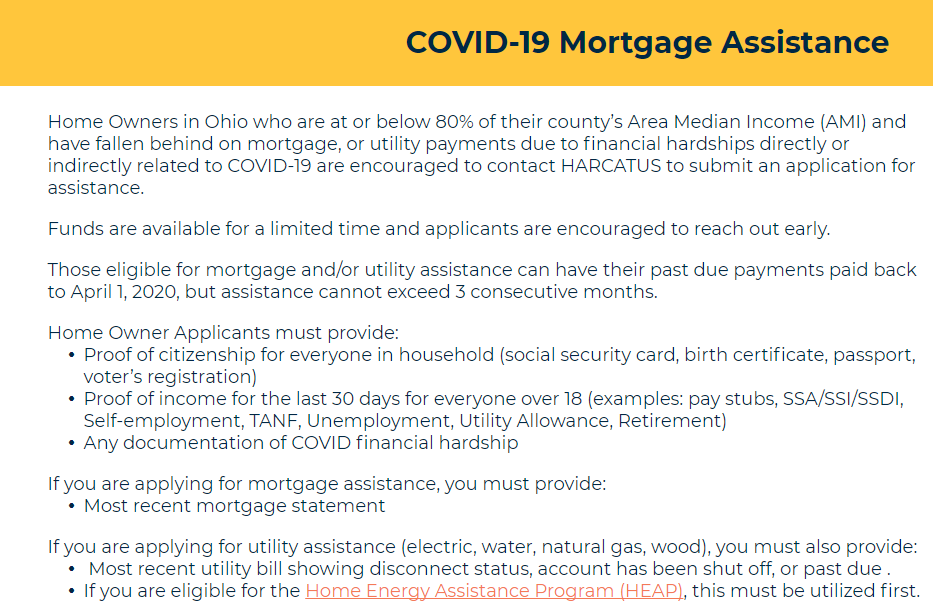 COVID-19 Mortgage Assistance
Home Owners in Ohio who are at or below 80% of their county's Area Median Income (AMI) and
have fallen behind on mortgage, or utility payments due to financial hardships directly or
indirectly related to COVID-19 are encouraged to contact HARCATUS to submit an application for
assistance.
Funds are available for a limited time and applicants are encouraged to reach out early.
Those eligible for mortgage and/or utility assistance can have their past due payments paid back
to April 1, 2020, but assistance cannot exceed 3 consecutive months.
Home Owner Applicants must provide:
• Proof of citizenship for everyone in household (social security card, birth certificate, passport,
voter's registration)
• Proof of income for the last 30 days for everyone over 18 (examples: pay stubs, SSA/SSI/SSDI,
Self-employment, TANF, Unemployment, Utility Allowance, Retirement)
• Any documentation of COVID financial hardship
If you are applying for mortgage assistance, you must provide:
• Most recent mortgage statement
If you are applying for utility assistance (electric, water, natural gas, wood), you must also provide:
• Most recent utility bill showing disconnect status, account has been shut off, or past due .
• If you are eligible for the Home Energy Assistance Program (HEAP), this must be utilized first.